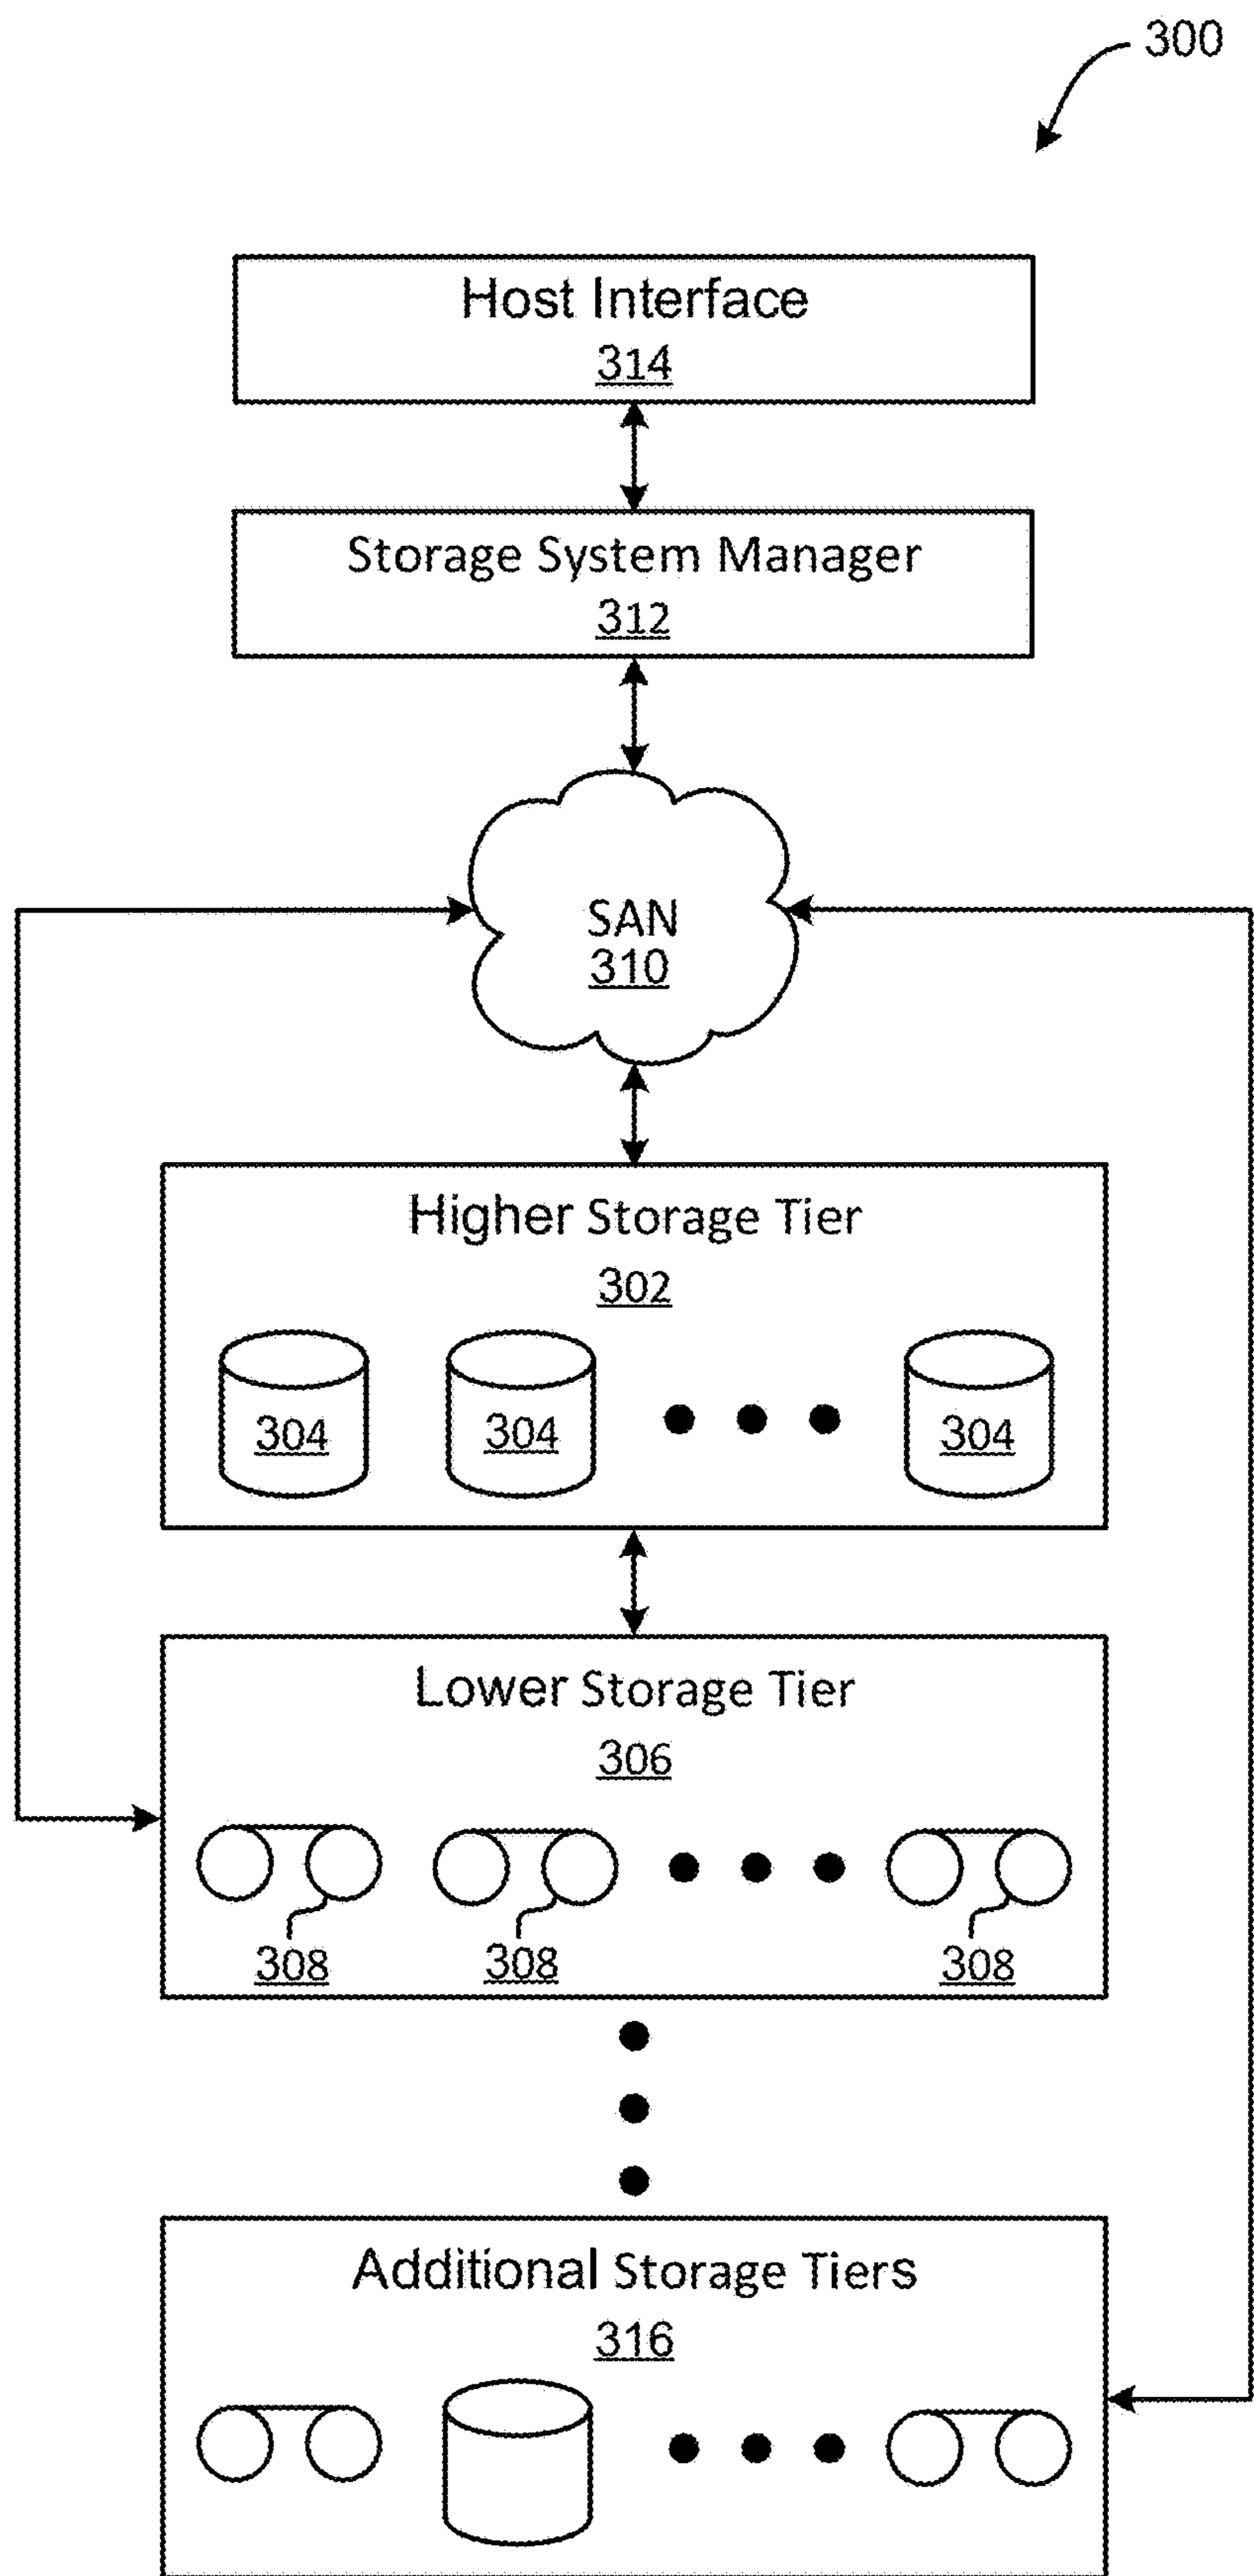 300
Host Interface
314
Storage System Manager
312
SAN
310
Higher Storage Tier
302
304 304 304
Lower Storage Tier
306
308 308 308
Additional Storage Tiers
316